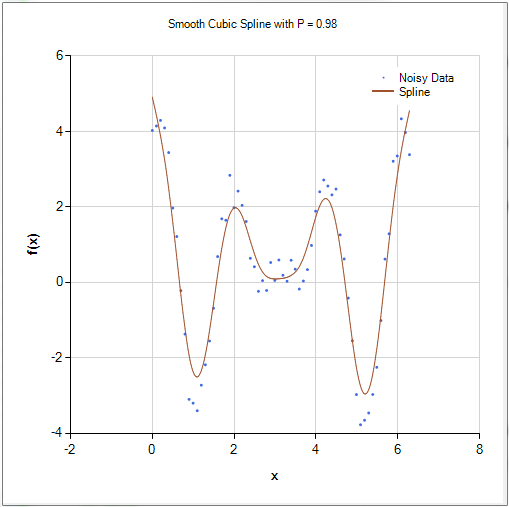 Smooth Cubic Spline with P = 0.98
Noisy Data
Spline
6
4
2
0
-2
-4
f(x)
-2 0 2 4 6 8
x